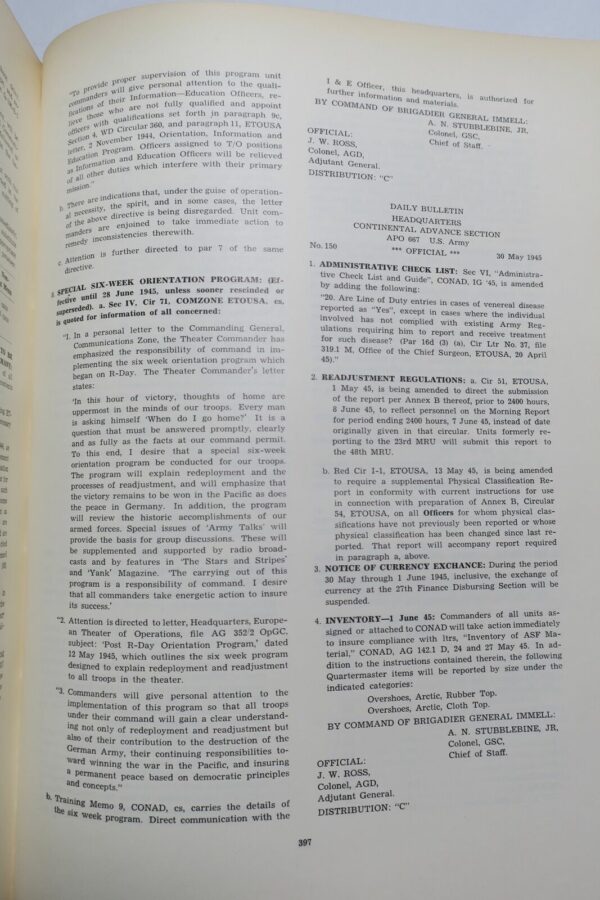 "To provide proper supervision of this program unit
commanders will give personal attention to the quali-
fications of their Information—Education Officers, re-
lieve those who are not fully qualified and appoint
officers with qualifications set forth in paragraph 9c,
Section 4, WD Circular 360, and paragraph 11, ETOUSA
letter, 2 November 1944, Orientation, Information and
Education Program. Officers assigned to T/O positions
as Information and Education Officers will be relieved
of all other duties which interfere with their primary
mission."
b. There are indications that, under the guise of operation-
al necessity, the spirit, and in some cases, the letter
of the above directive is being disregarded. Unit com-
manders are enjoined to take immediate action to
remedy inconsistencies therewith.
c. Attention is further directed to par 7 of the same
directive.
SPECIAL SIX-WEEK ORIENTATION PROGRAM: (Ef-
fective until 28 June 1945, unless sooner rescinded or
superseded). a. Sec IV, Cir 71, COMZONE ETOUSA, cs,
is quoted for information of all concerned:
"1. In a personal letter to the Commanding General,
Communications Zone, the Theater Commander has
emphasized the responsibility of command in im-
plementing the six week orientation program which
began on R-Day. The Theater Commander's letter
states:
'In this hour of victory, thoughts of home are
uppermost in the minds of our troops. Every man
is asking himself 'When do I go home?' It is a
question that must be answered promptly, clearly
and as fully as the facts at our command permit.
To this end, I desire that a special six-week
orientation program be conducted for our troops.
The program will explain redeployment and the
processes of readjustment, and will emphasize that
the victory remains to be won in the Pacific as does
the peace in Germany. In addition, the program
will review the historic accomplishments of our
armed forces. Special issues of 'Army Talks' will
provide the basis for group discussions. These will
be supplemented and supported by radio broad-
casts and by features in 'The Stars and Stripes'
and 'Yank' Magazine. 'The carrying out of this
program is a responsibility of command. I desire
that all commanders take energetic action to insure
its success.'
"2. Attention is directed to letter, Headquarters, Europe-
an Theater of Operations, file AG 352/2 OpGC,
subject: 'Post R-Day Orientation Program,' dated
12 May 1945, which outlines the six week program
designed to explain redeployment and readjustment
to all troops in the theater.
"3. Commanders will give personal attention to the
implementation of this program so that all troops
under their command will gain a clear understand-
ing not only of redeployment and readjustment but
also of their contribution to the destruction of the
German Army, their continuing responsibilities to-
ward winning the war in the Pacific, and insuring
a permanent peace based on democratic principles
and concepts."
b. Training Memo 9, CONAD, cs, carries the details of
the six week program. Direct communication with the
I & E Officer, this headquarters, is authorized for
further information and materials.
BY COMMAND OF BRIGADIER GENERAL IMMELL:
A. N. STUBBLEBINE, JR,
Colonel, GSC,
Chief of Staff.
OFFICIAL:
J. W. ROSS,
Colonel, AGD,
Adjutant General.
DISTRIBUTION: "C"
DAILY BULLETIN
HEADQUARTERS
CONTINENTAL ADVANCE SECTION
APO 667 U.S. Army
No. 150 *** OFFICIAL *** 30 May 1945
1. ADMINISTRATIVE CHECK LIST: Sec VI, "Administra-
tive Check List and Guide", CONAD, IG '45, is amended
by adding the following:
"20. Are Line of Duty entries in cases of venereal disease
reported as "Yes", except in cases where the individual
involved has not complied with existing Army Reg-
ulations requiring him to report and receive treatment
for such disease? (Par 16d (3) (a), Cir Ltr No. 37, file
319.1 M, Office of the Chief Surgeon, ETOUSA, 20 April
45)."
2. READJUSTMENT REGULATIONS: a. Cir 51, ETOUSA,
1 May 45, is being amended to direct the submission
of the report per Annex B thereof, prior to 2400 hours,
8 June 45, to reflect personnel on the Morning Report
for period ending 2400 hours, 7 June 45, instead of date
originally given in that circular. Units formerly re-
porting to the 23rd MRU will submit this report to
the 48th MRU.
b. Red Cir I-1, ETOUSA, 13 May 45, is being amended
to require a supplemental Physical Classification Re-
port in conformity with current instructions for use
in connection with preparation of Annex B, Circular
54, ETOUSA, on all Officers for whom physical clas-
sifications have not previously been reported or whose
physical classification has been changed since last re-
ported. That report will accompany report required
in paragraph a, above.
3. NOTICE OF CURRENCY EXCHANCE: During the period
30 May through 1 June 1945, inclusive, the exchange of
currency at the 27th Finance Disbursing Section will be
suspended.
4. INVENTORY—1 June 45: Commanders of all units as-
signed or attached to CONAD will take action immediately
to insure compliance with ltrs, "Inventory of ASF Ma-
terial," CONAD, AG 142.1 D, 24 and 27 May 45. In ad-
dition to the instructions contained therein, the following
Quartermaster items will be reported by size under the
indicated categories:
Overshoes, Arctic, Rubber Top.
Overshoes, Arctic, Cloth Top.
BY COMMAND OF BRIGADIER GENERAL IMMELL:
A. N. STUBBLEBINE, JR,
Colonel, GSC,
Chief of Staff.
OFFICIAL:
J. W. ROSS,
Colonel, AGD,
Adjutant General.
DISTRIBUTION: "C"
397